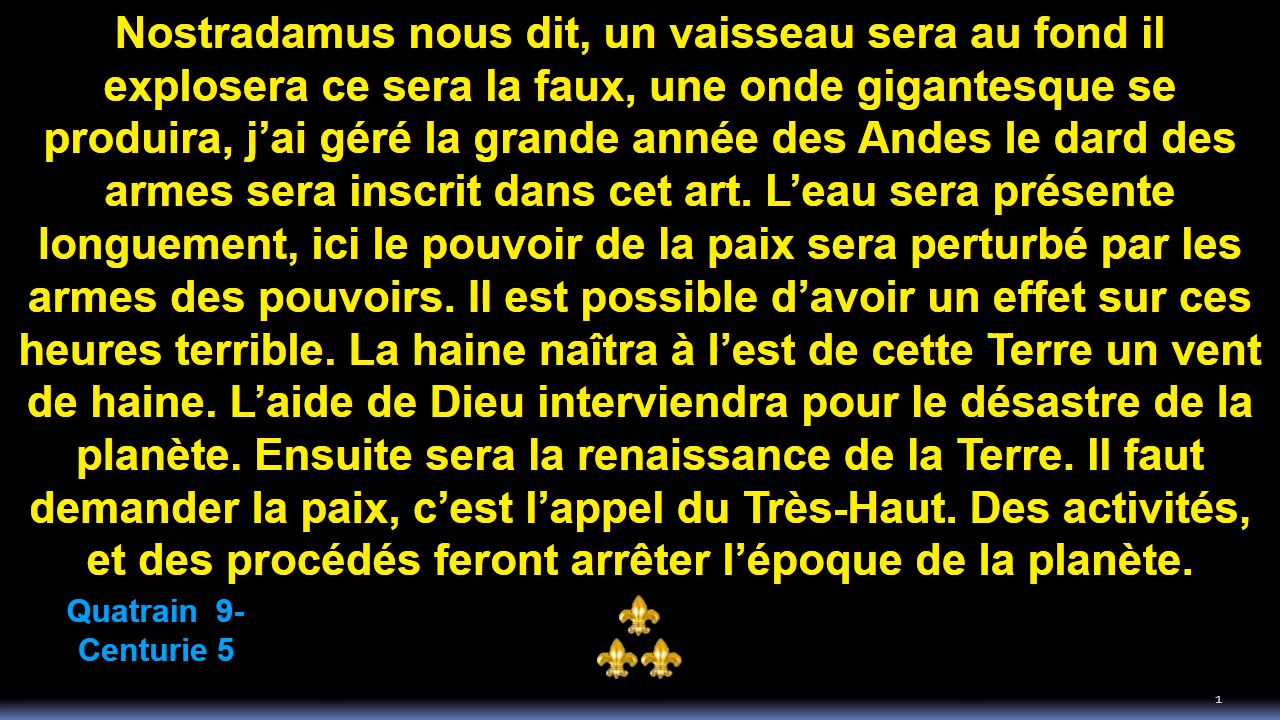 Nostradamus nous dit, un vaisseau sera au fond il
explosera ce sera la faux, une onde gigantesque se
produira, j’ai géré la grande année des Andes le dard des
armes sera inscrit dans cet art. L’eau sera présente
longuement, ici le pouvoir de la paix sera perturbé par les
armes des pouvoirs. Il est possible d’avoir un effet sur ces
heures terrible. La haine naîtra à l’est de cette Terre un vent
de haine. L’aide de Dieu interviendra pour le désastre de la
planète. Ensuite sera la renaissance de la Terre. Il faut
demander la paix, c’est l’appel du Très-Haut. Des activités,
et des procédés feront arrêter l’époque de la planète.
Quatrain 9-
Centurie 5
1